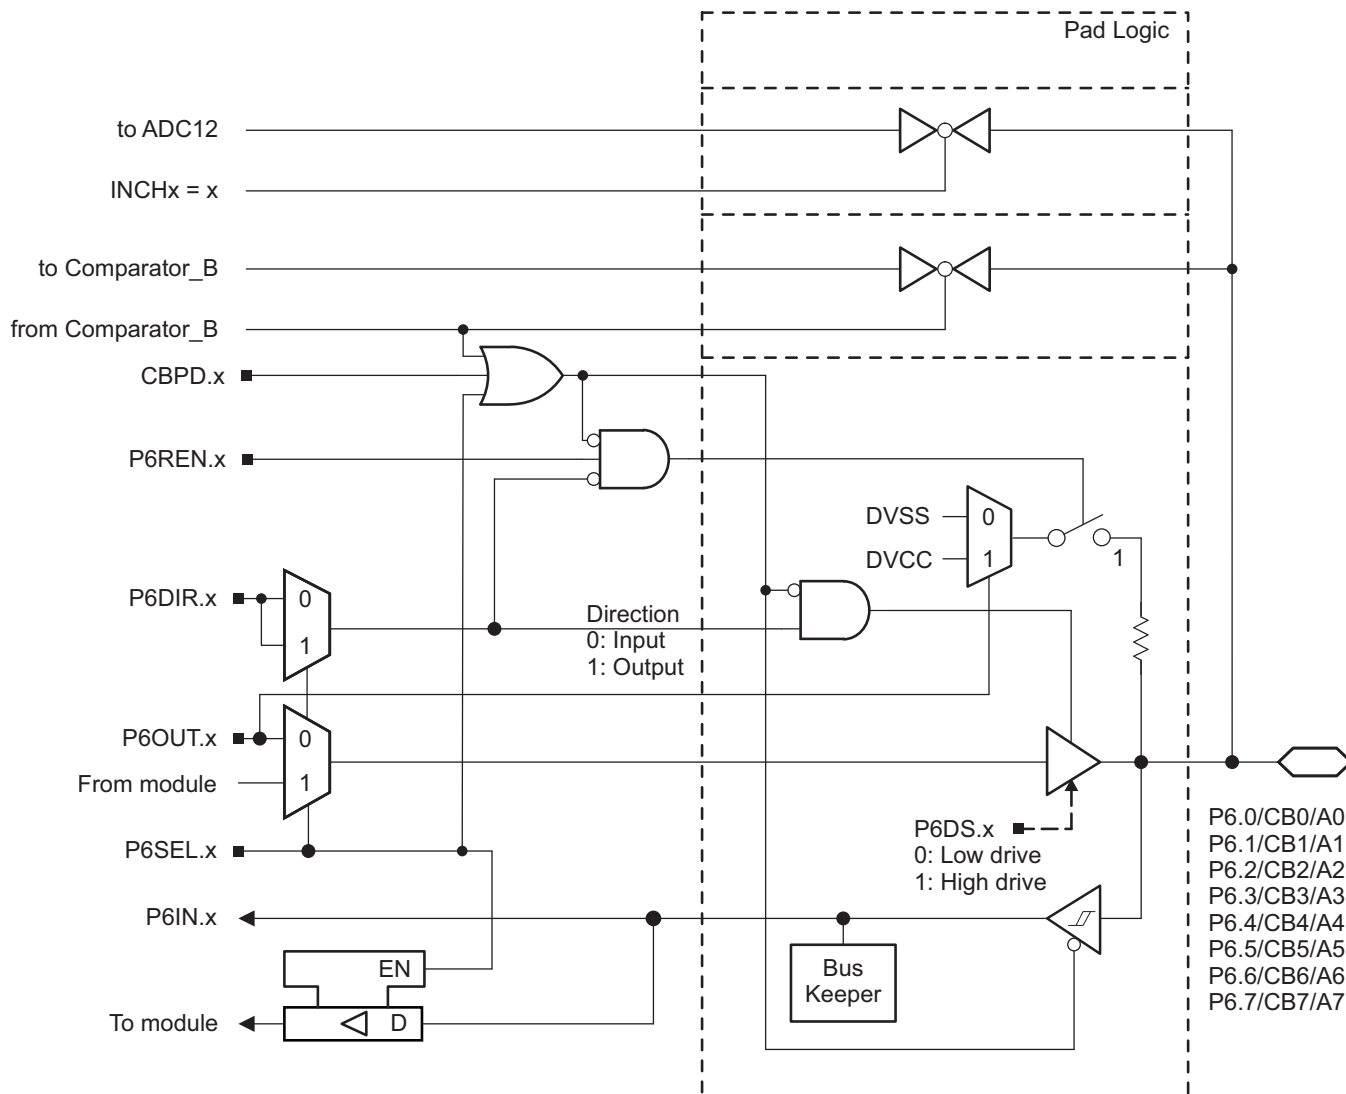 Pad Logic
to ADC12
INCHx = x
to Comparator_B
from Comparator_B
CBPD.x
P6REN.x
DVSS
0
DVCC
1
1
P6DIR.x
0
1
Direction
0: Input
1: Output
P6OUT.x
0
From module
1
P6SEL.x
P6DS.x
0: Low drive
1: High drive
P6.0/CB0/A0
P6.1/CB1/A1
P6.2/CB2/A2
P6.3/CB3/A3
P6.4/CB4/A4
P6.5/CB5/A5
P6.6/CB6/A6
P6.7/CB7/A7
P6IN.x
EN
Bus
Keeper
To module
D